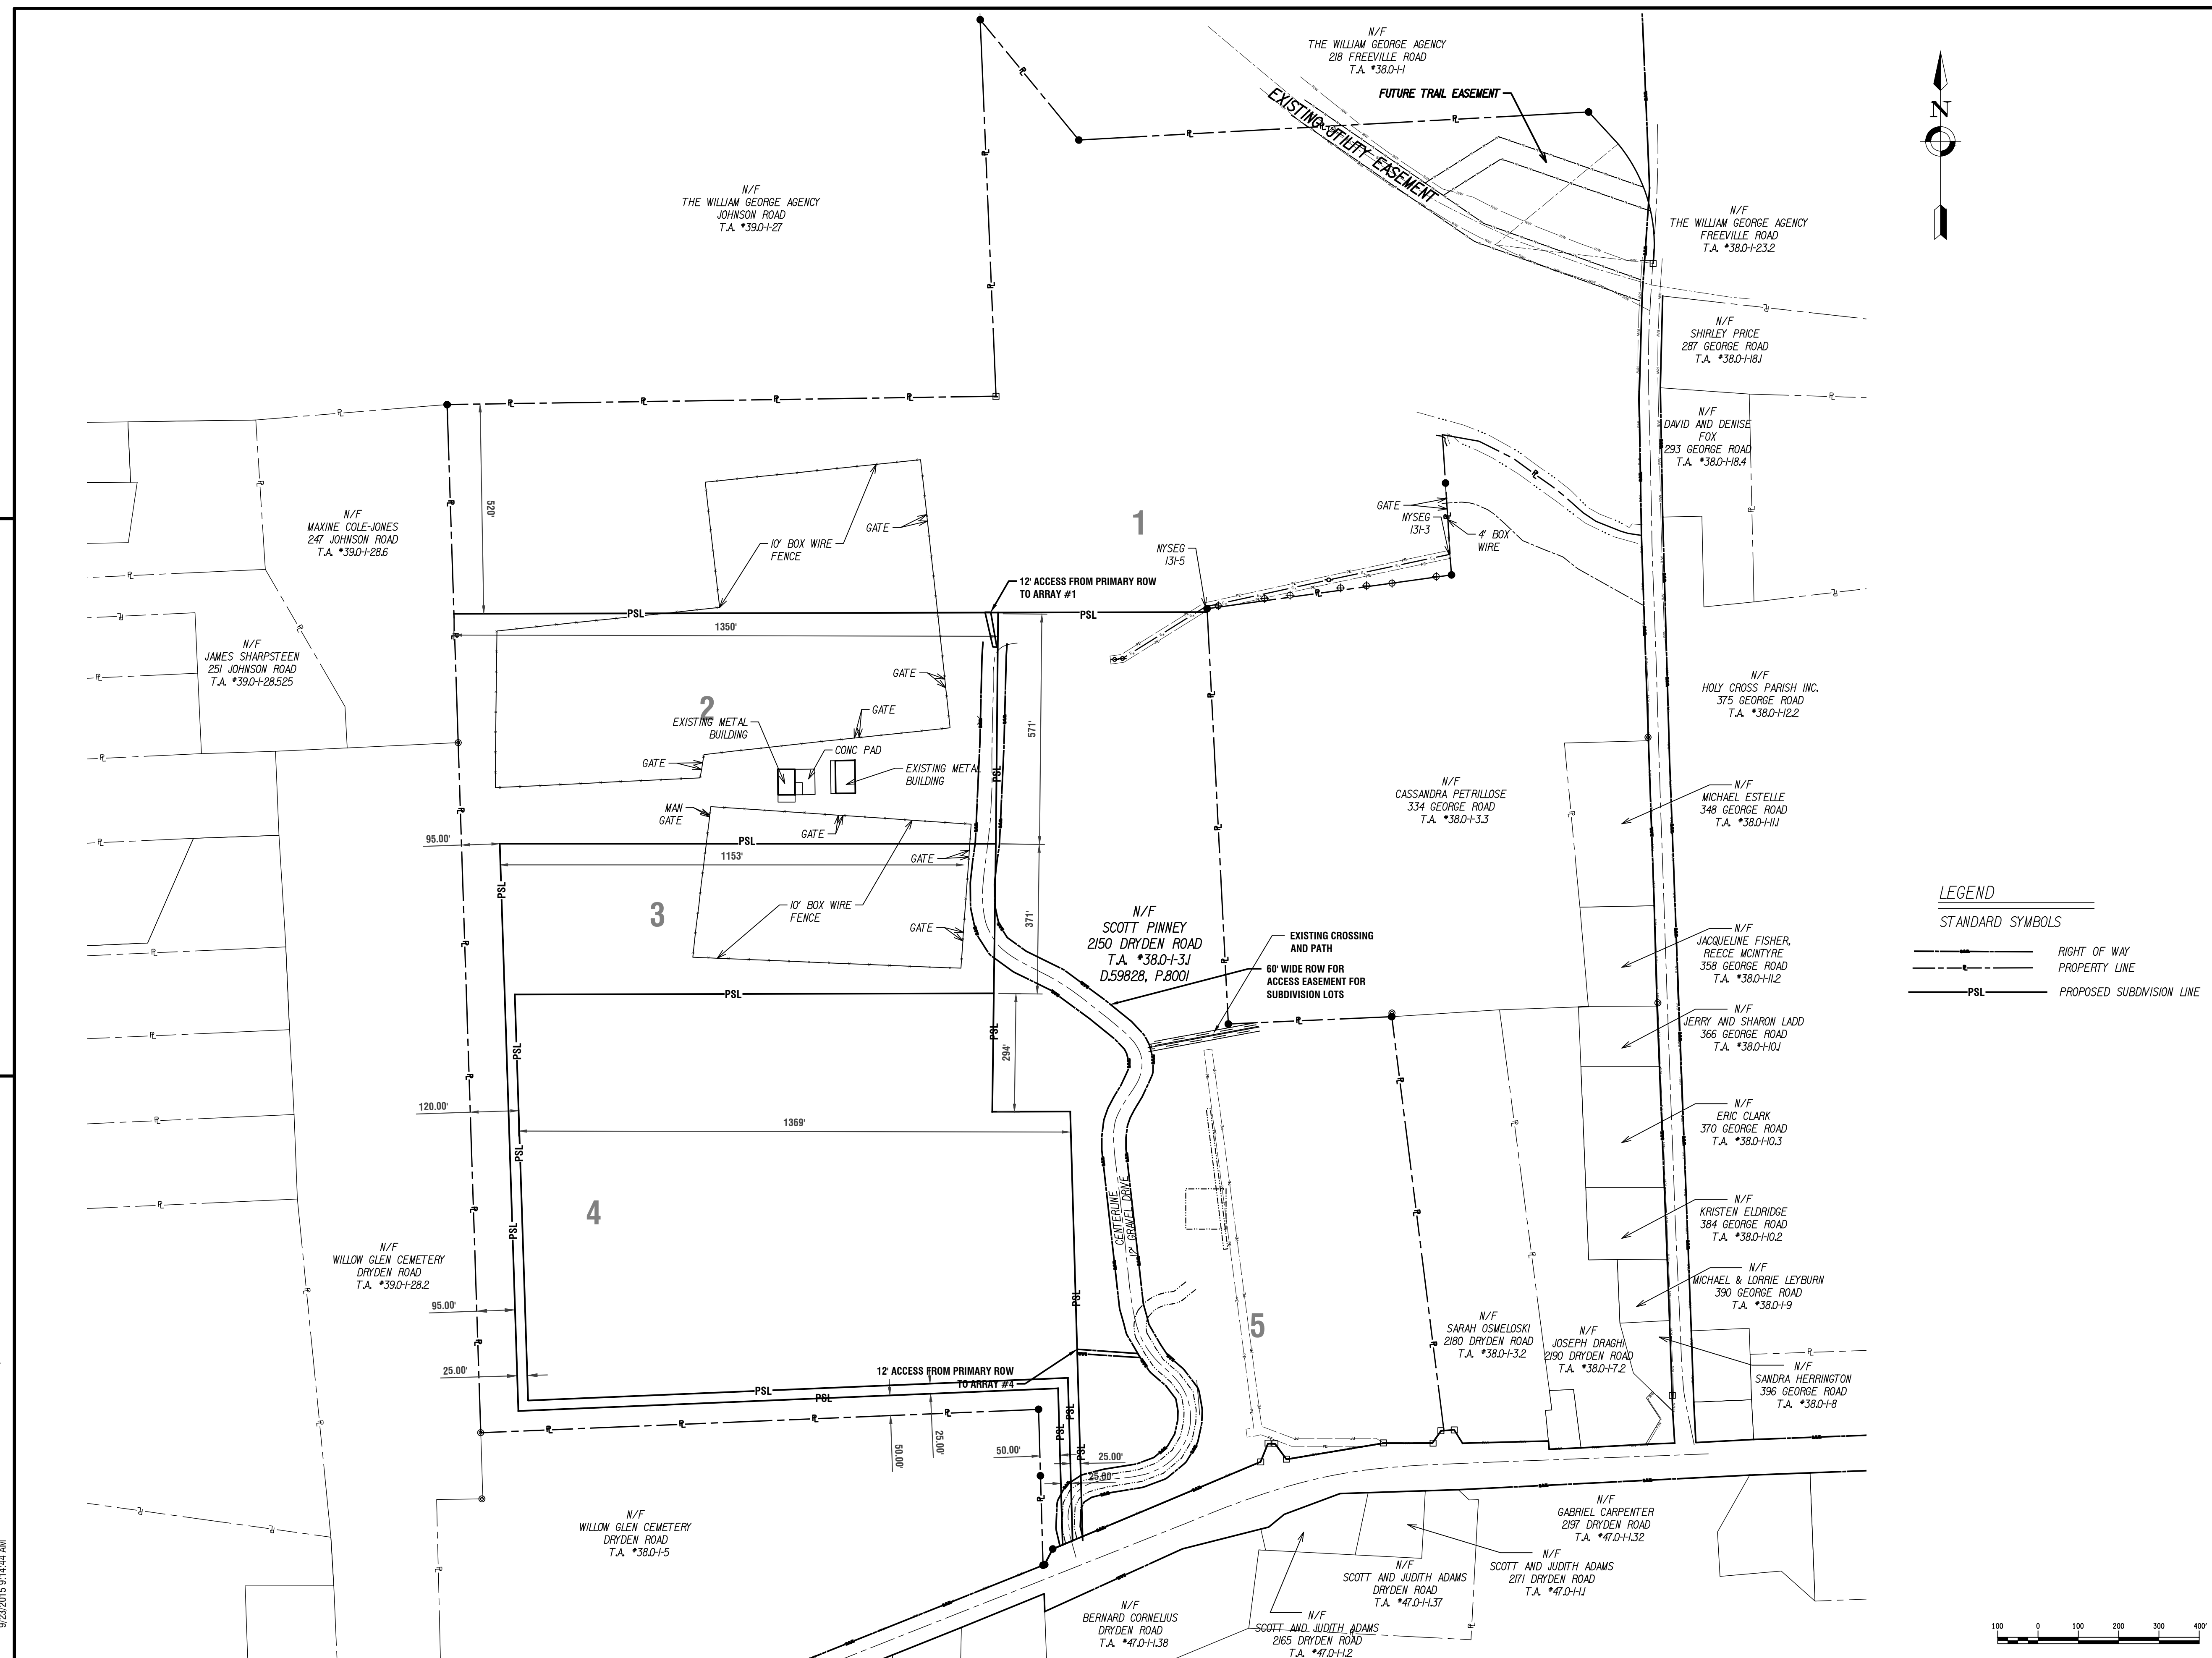 N/F
THE WILLIAM GEORGE AGENCY
218 FREEVILLE ROAD
T.A. #38.0-1-1
FUTURE TRAIL EASEMENT
EXISTING UTILITY EASEMENT
N
N/F
THE WILLIAM GEORGE AGENCY
JOHNSON ROAD
T.A. #39.0-1-27
N/F
THE WILLIAM GEORGE AGENCY
FREEVILLE ROAD
T.A. #38.0-1-23.2
N/F
SHIRLEY PRICE
287 GEORGE ROAD
T.A. #38.0-1-18.1
N/F
DAVID AND DENISE
FOX
293 GEORGE ROAD
T.A. #38.0-1-18.4
N/F
MAXINE COLE-JONES
247 JOHNSON ROAD
T.A. #39.0-1-28.6
520'
GATE
10' BOX WIRE
FENCE
1
GATE
NYSEG
131-3
4' BOX
WIRE
NYSEG
131-5
12' ACCESS FROM PRIMARY ROW
TO ARRAY #1
PSL
PSL
1350'
N/F
JAMES SHARPSTEEN
251 JOHNSON ROAD
T.A. #39.0-1-28.525
GATE
2
GATE
EXISTING METAL
BUILDING
CONC PAD
GATE
EXISTING METAL
BUILDING
571'
PSL
N/F
HOLY CROSS PARISH INC.
375 GEORGE ROAD
T.A. #38.0-1-12.2
N/F
CASSANDRA PETRILLOSE
334 GEORGE ROAD
T.A. #38.0-1-3.3
N/F
MICHAEL ESTELLE
348 GEORGE ROAD
T.A. #38.0-1-11.1
MAN
GATE
GATE
95.00'
PSL
1153'
GATE
PSL
3
10' BOX WIRE
FENCE
GATE
371'
N/F
SCOTT PINNEY
2150 DRYDEN ROAD
T.A. #38.0-1-3.1
D.59828, P.8001
EXISTING CROSSING
AND PATH
60' WIDE ROW FOR
ACCESS EASEMENT FOR
SUBDIVISION LOTS
N/F
JACQUELINE FISHER,
REECE MCINTYRE
358 GEORGE ROAD
T.A. #38.0-1-11.2
LEGEND
STANDARD SYMBOLS
RIGHT OF WAY
PROPERTY LINE
PSL
PROPOSED SUBDIVISION LINE
N/F
JERRY AND SHARON LADD
366 GEORGE ROAD
T.A. #38.0-1-10.1
PSL
PSL
PSL
294'
120.00'
1369'
PSL
N/F
ERIC CLARK
370 GEORGE ROAD
T.A. #38.0-1-10.3
4
PSL
CENTERLINE
12' GRAVEL DRIVE
N/F
KRISTEN ELDRIDGE
384 GEORGE ROAD
T.A. #38.0-1-10.2
N/F
WILLOW GLEN CEMETERY
DRYDEN ROAD
T.A. #39.0-1-28.2
N/F
MICHAEL & LORRIE LEYBURN
390 GEORGE ROAD
T.A. #38.0-1-9
95.00'
PSL
5
N/F
SARAH OSMELOSKI
2180 DRYDEN ROAD
T.A. #38.0-1-3.2
N/F
JOSEPH DRAGHI
2190 DRYDEN ROAD
T.A. #38.0-1-7.2
N/F
SANDRA HERRINGTON
396 GEORGE ROAD
T.A. #38.0-1-8
25.00'
12' ACCESS FROM PRIMARY ROW
TO ARRAY #4
PSL
PSL
PSL
PSL
PSL
50.00'
25.00'
50.00'
25.00'
25.00'
N/F
WILLOW GLEN CEMETERY
DRYDEN ROAD
T.A. #38.0-1-5
N/F
GABRIEL CARPENTER
2197 DRYDEN ROAD
T.A. #47.0-1-1.32
N/F
SCOTT AND JUDITH ADAMS
2171 DRYDEN ROAD
T.A. #47.0-1-1.1
N/F
SCOTT AND JUDITH ADAMS
DRYDEN ROAD
T.A. #47.0-1-1.37
N/F
BERNARD CORNELIUS
DRYDEN ROAD
T.A. #47.0-1-1.38
N/F
SCOTT AND JUDITH ADAMS
2165 DRYDEN ROAD
T.A. #47.0-1-1.2
100 0 100 200 300 400'
9/23/2015 9:14:44 AM